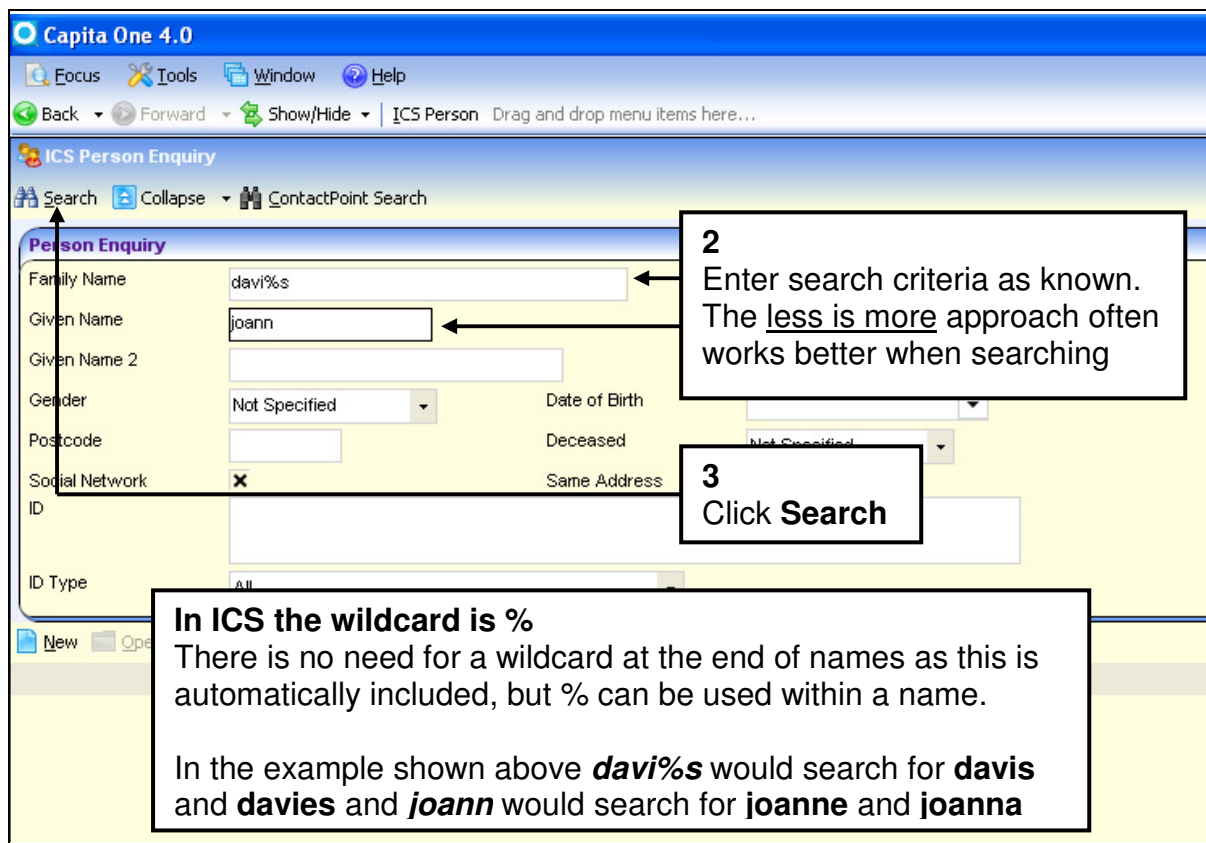 Capita One 4.0
Focus Tools Window Help
Back Forward Show/Hide ICS Person Drag and drop menu items here...
ICS Person Enquiry
Search Collapse ContactPoint Search
Person Enquiry
Family Name davi%s
Given Name joann
Given Name 2
Gender Not Specified Date of Birth
Postcode Deceased Not Specified
Social Network Same Address
ID
ID Type All
New Ope
2
Enter search criteria as known.
The less is more approach often
works better when searching
3
Click Search
In ICS the wildcard is %
There is no need for a wildcard at the end of names as this is
automatically included, but % can be used within a name.
In the example shown above davi%s would search for davis
and davies and joann would search for joanne and joanna